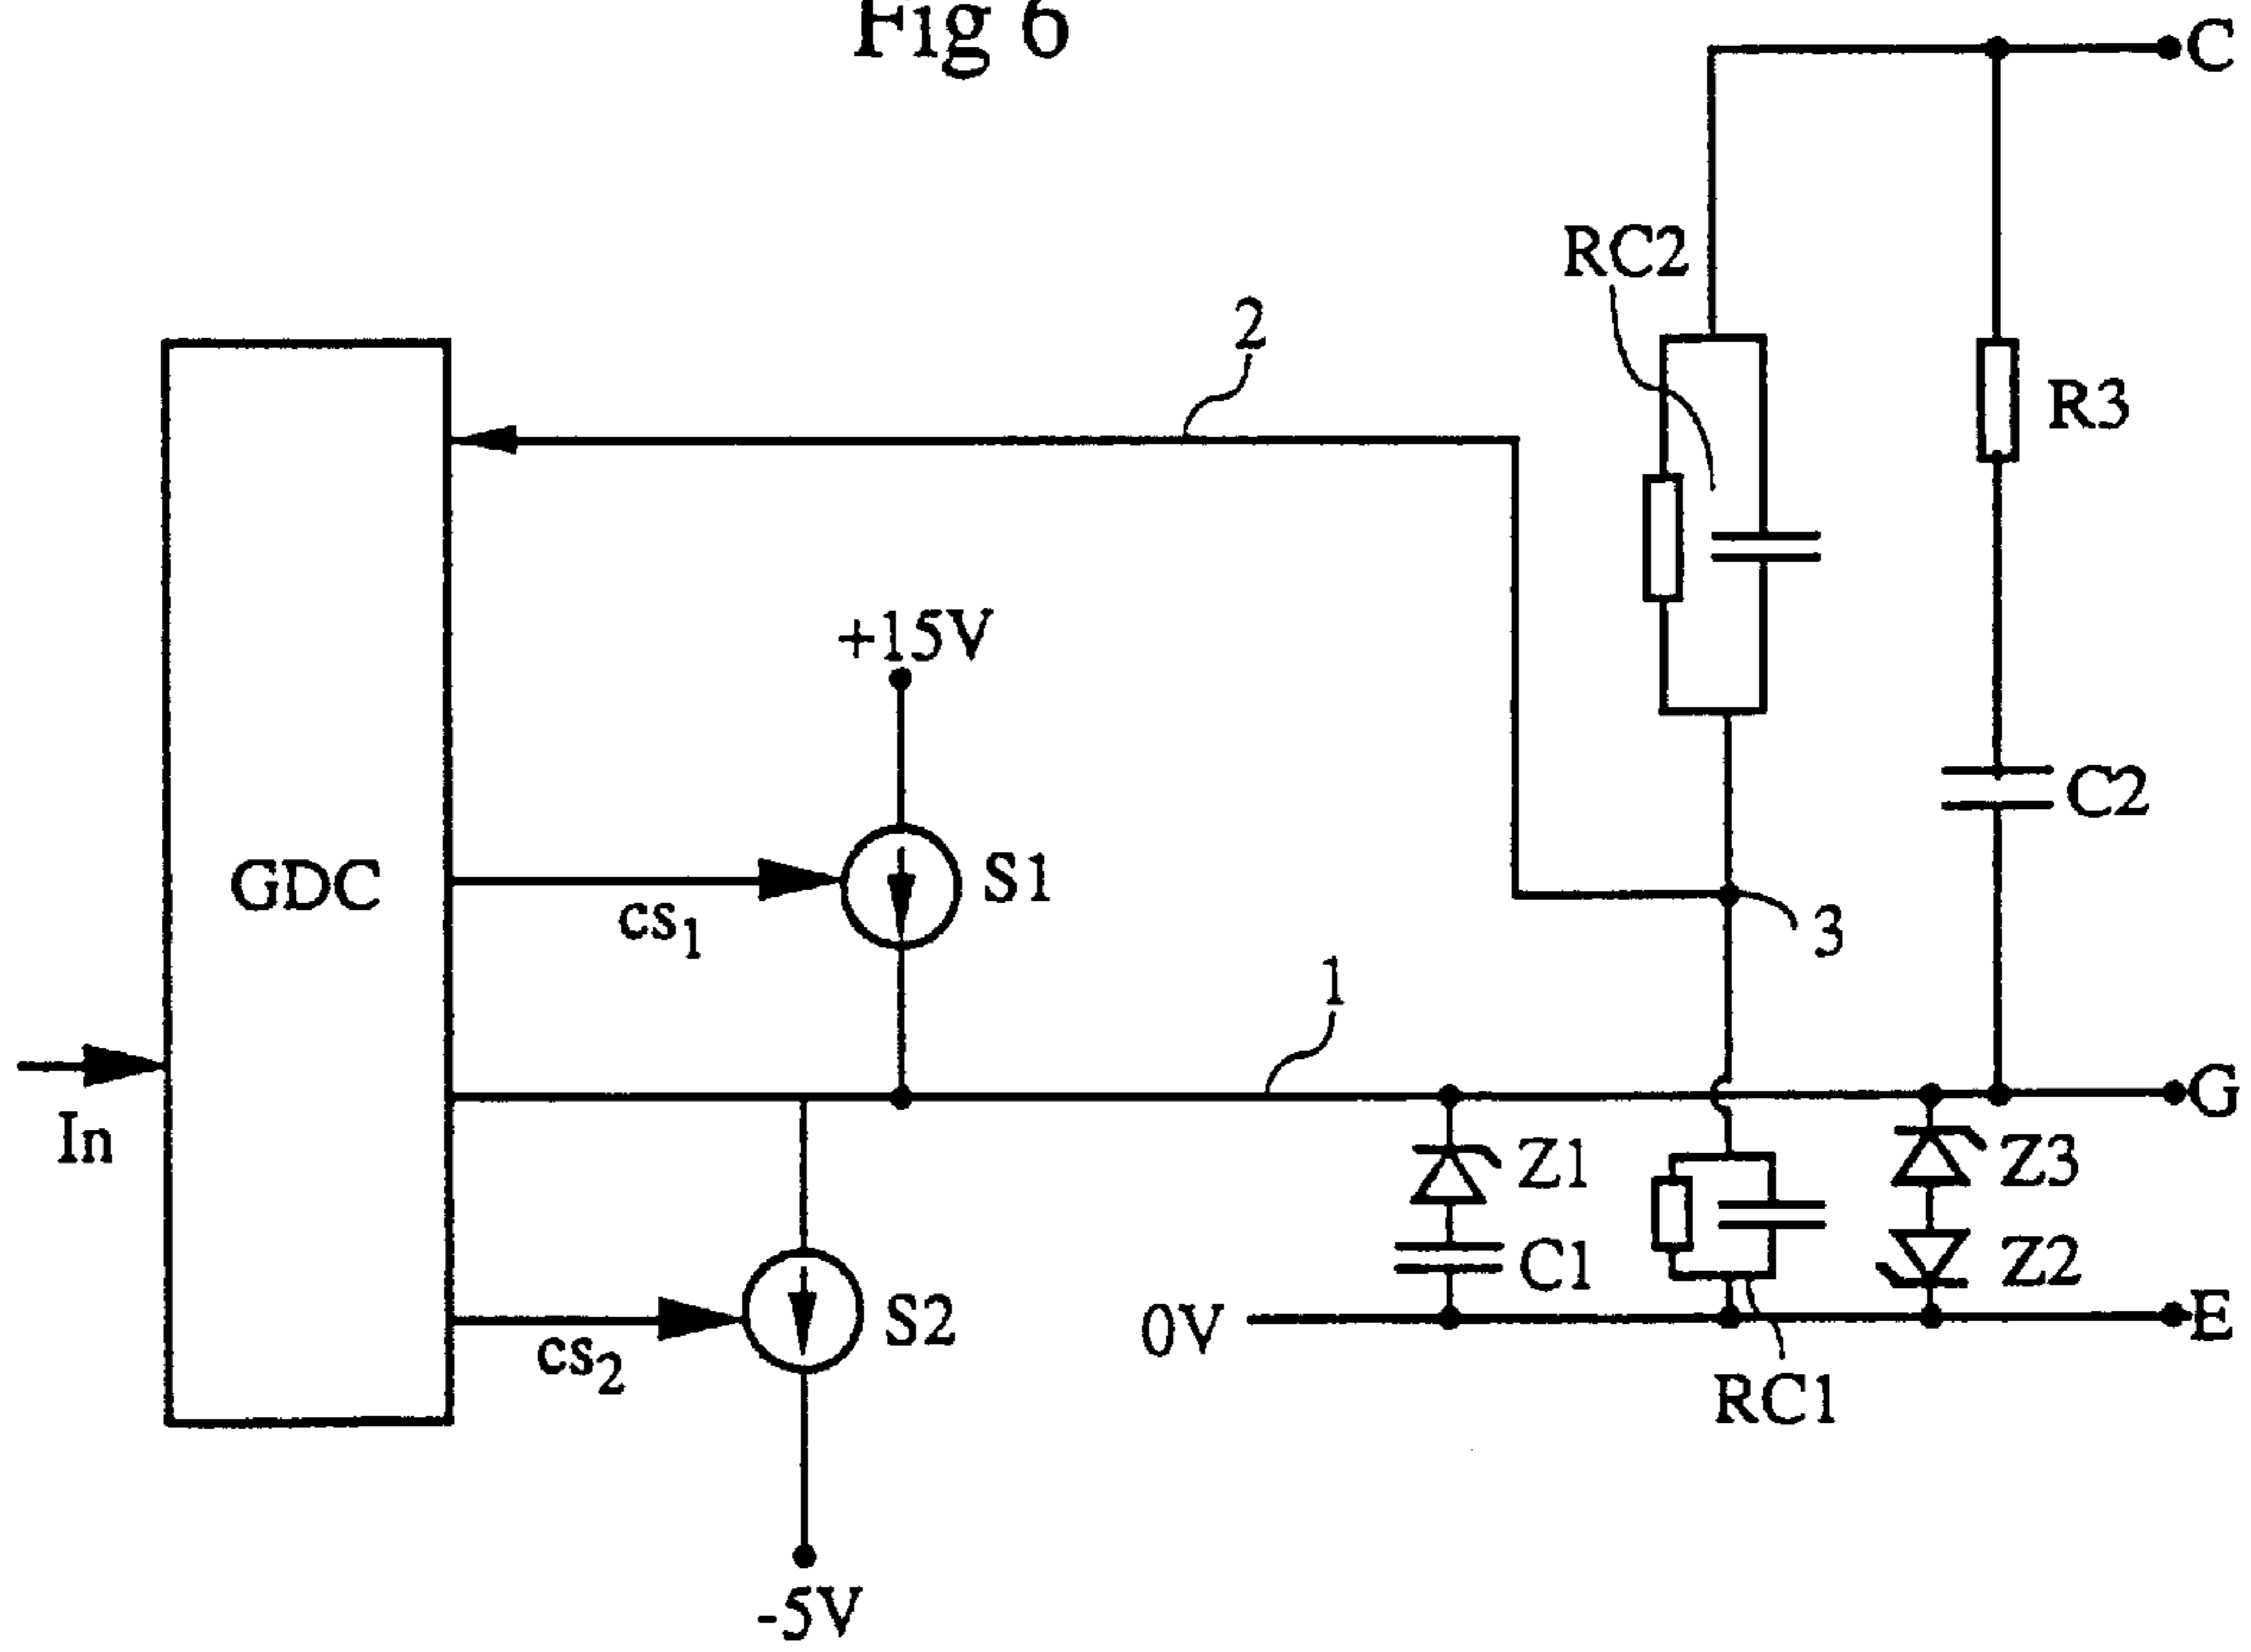 Fig 6
C
RC2
2
R3
+15V
C2
GDC
S1
cs1
3
1
G
In
Z1
Z3
C1
Z2
S2
0V
E
cs2
RC1
-5V